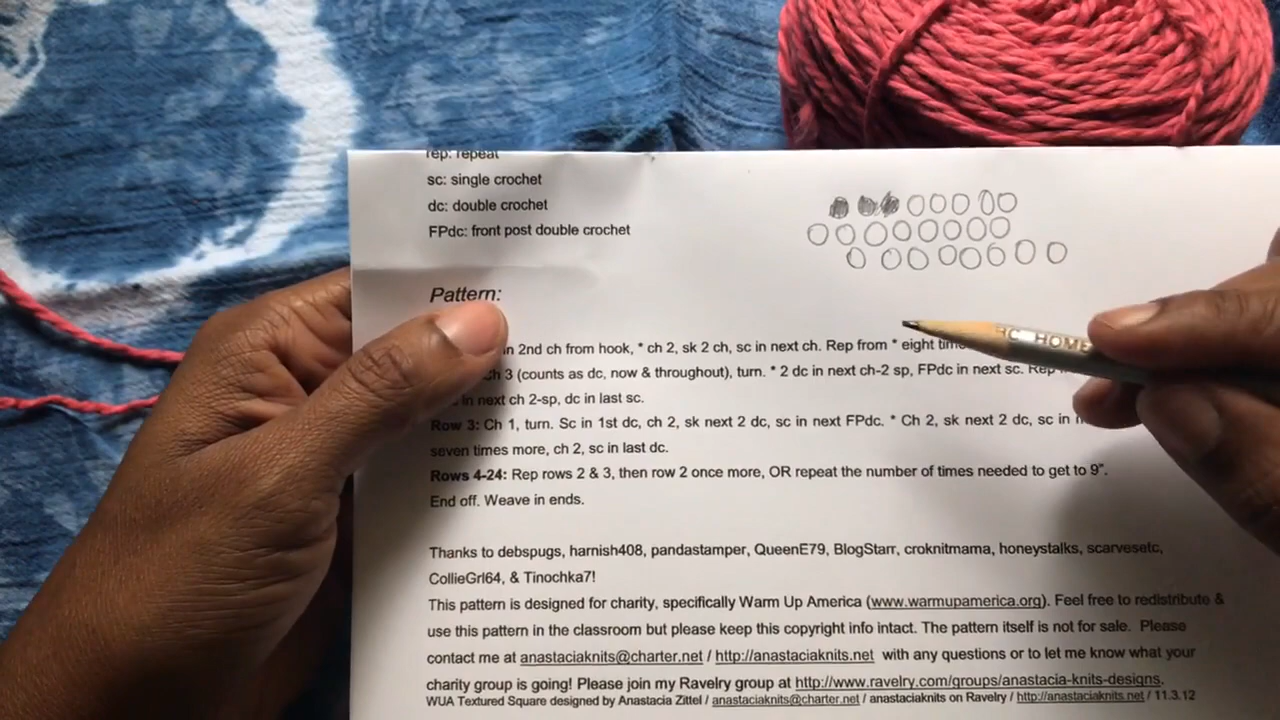 rep: repeat
sc: single crochet
dc: double crochet
FPdc: front post double crochet
Pattern:
in 2nd ch from hook, * ch 2, sk 2 ch, sc in next ch. Rep from * eight
3 (counts as dc, now & throughout), turn. * 2 dc in next ch-2 sp, FPdc in next sc. Rep
in next ch 2-sp, dc in last sc.
Row 3: Ch 1, turn. Sc in 1st dc, ch 2, sk next 2 dc, sc in next FPdc. * Ch 2, sk next 2 dc, sc in
seven times more, ch 2, sc in last dc.
Rows 4-24: Rep rows 2 & 3, then row 2 once more, OR repeat the number of times needed to get to 9".
End off. Weave in ends.
Thanks to debspugs, harnish408, pandastamper, QueenE79, BlogStarr, croknitmama, honeystalks, scarvesetc,
CollieGrl64, & Tinochka7!
This pattern is designed for charity, specifically Warm Up America (www.warmupamerica.org). Feel free to redistribute &
use this pattern in the classroom but please keep this copyright info intact. The pattern itself is not for sale. Please
contact me at anastaciaknits@charter.net / http://anastaciaknits.net with any questions or to let me know what your
charity group is going! Please join my Ravelry group at http://www.ravelry.com/groups/anastacia-knits-designs.
WUA Textured Square designed by Anastacia Zittel / anastaciaknits@charter.net / anastaciaknits on Ravelry / http://anastaciaknits.net / 11.3.12
HOME